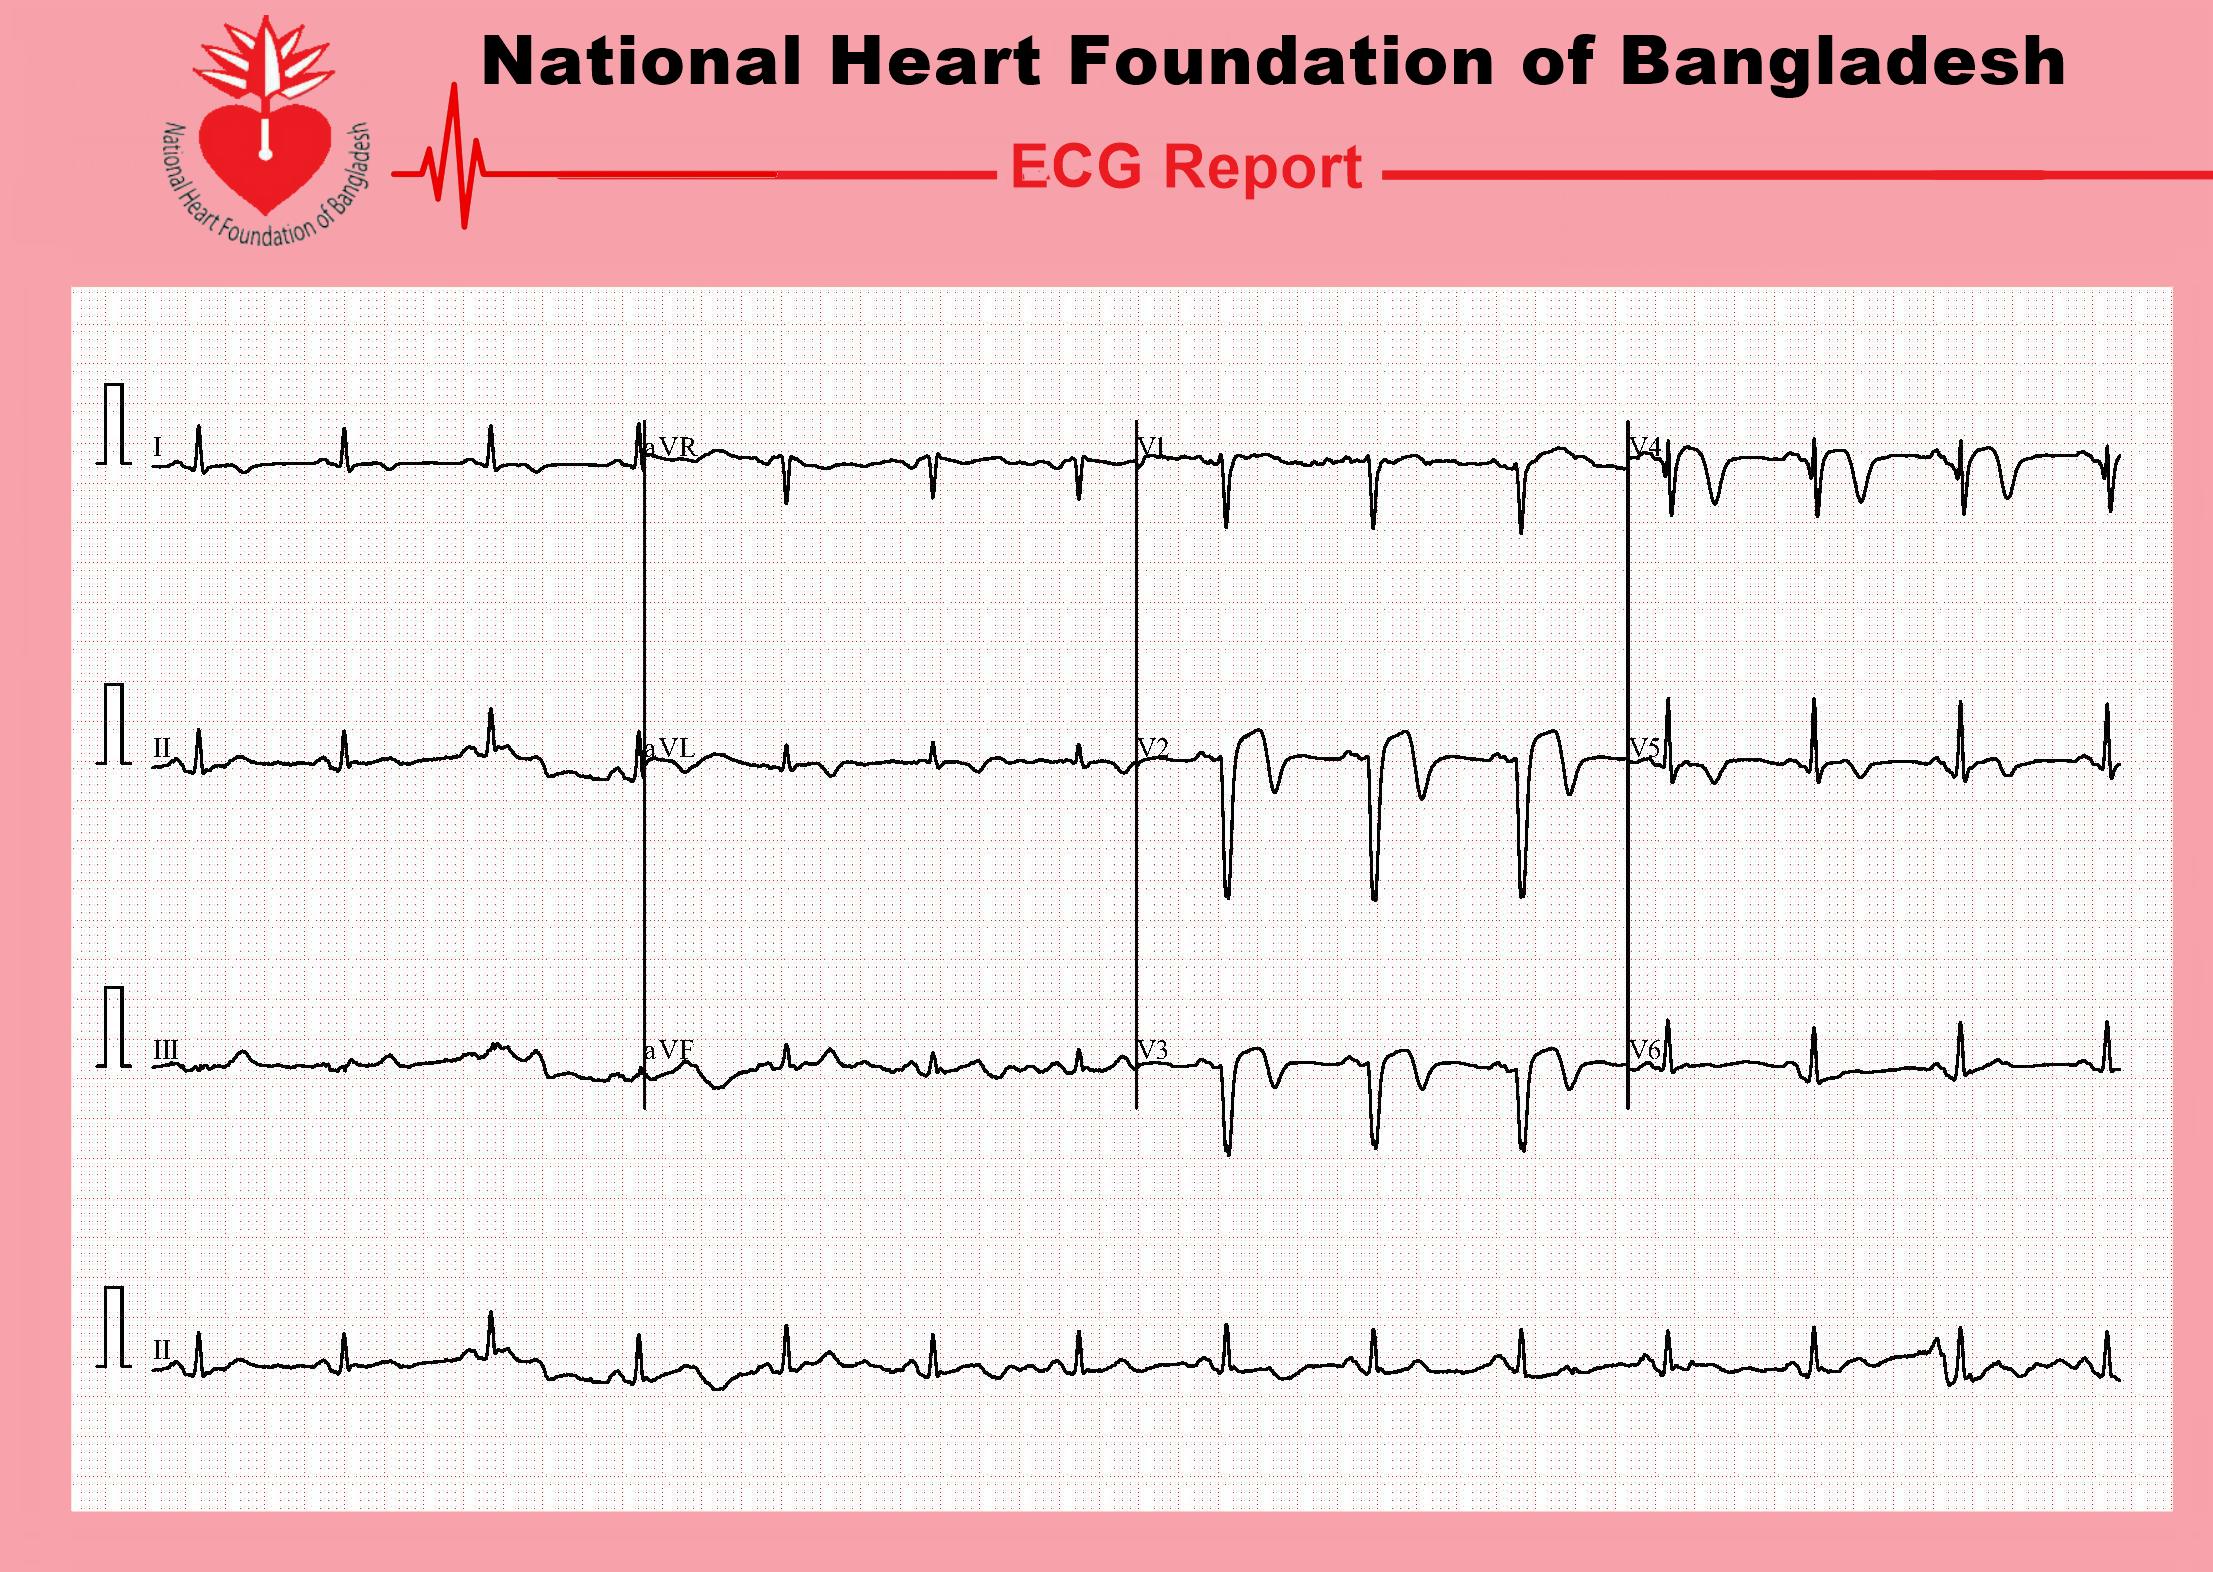 National Heart Foundation of Bangladesh
National Heart Foundation of Bangladesh
ECG Report
I
aVR
V1
V4
II
aVL
V2
V5
III
aVF
V3
V6
II